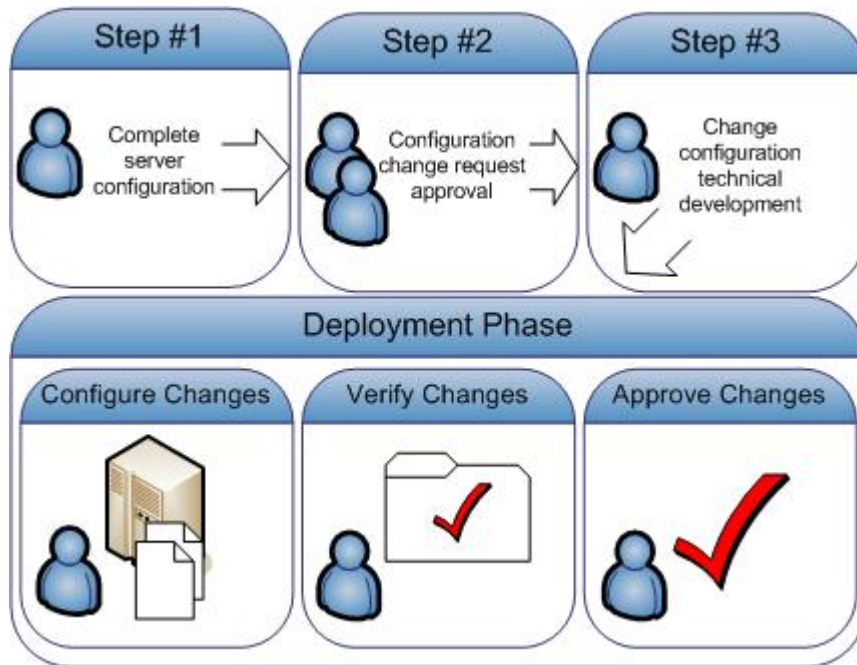 Step #1
Complete
server
configuration
Step #2
Configuration
change request
approval
Step #3
Change
configuration
technical
development
Deployment Phase
Configure Changes
Verify Changes
Approve Changes